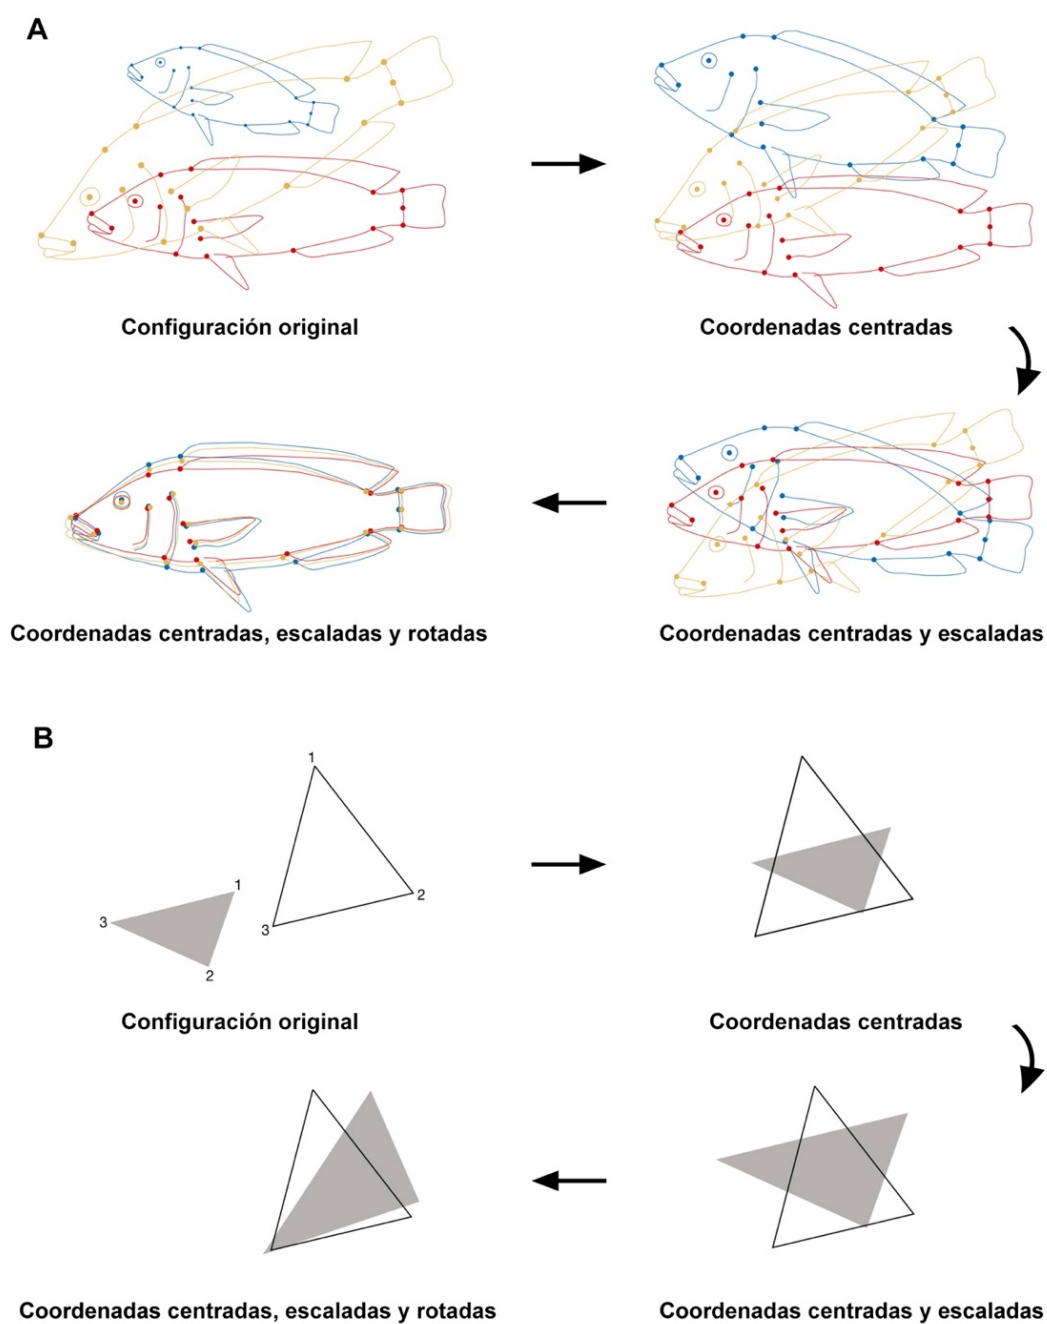 A
Configuración original
Coordenadas centradas
Coordenadas centradas, escaladas y rotadas
Coordenadas centradas y escaladas
B
1
2
3
1
2
3
Configuración original
Coordenadas centradas
Coordenadas centradas, escaladas y rotadas
Coordenadas centradas y escaladas